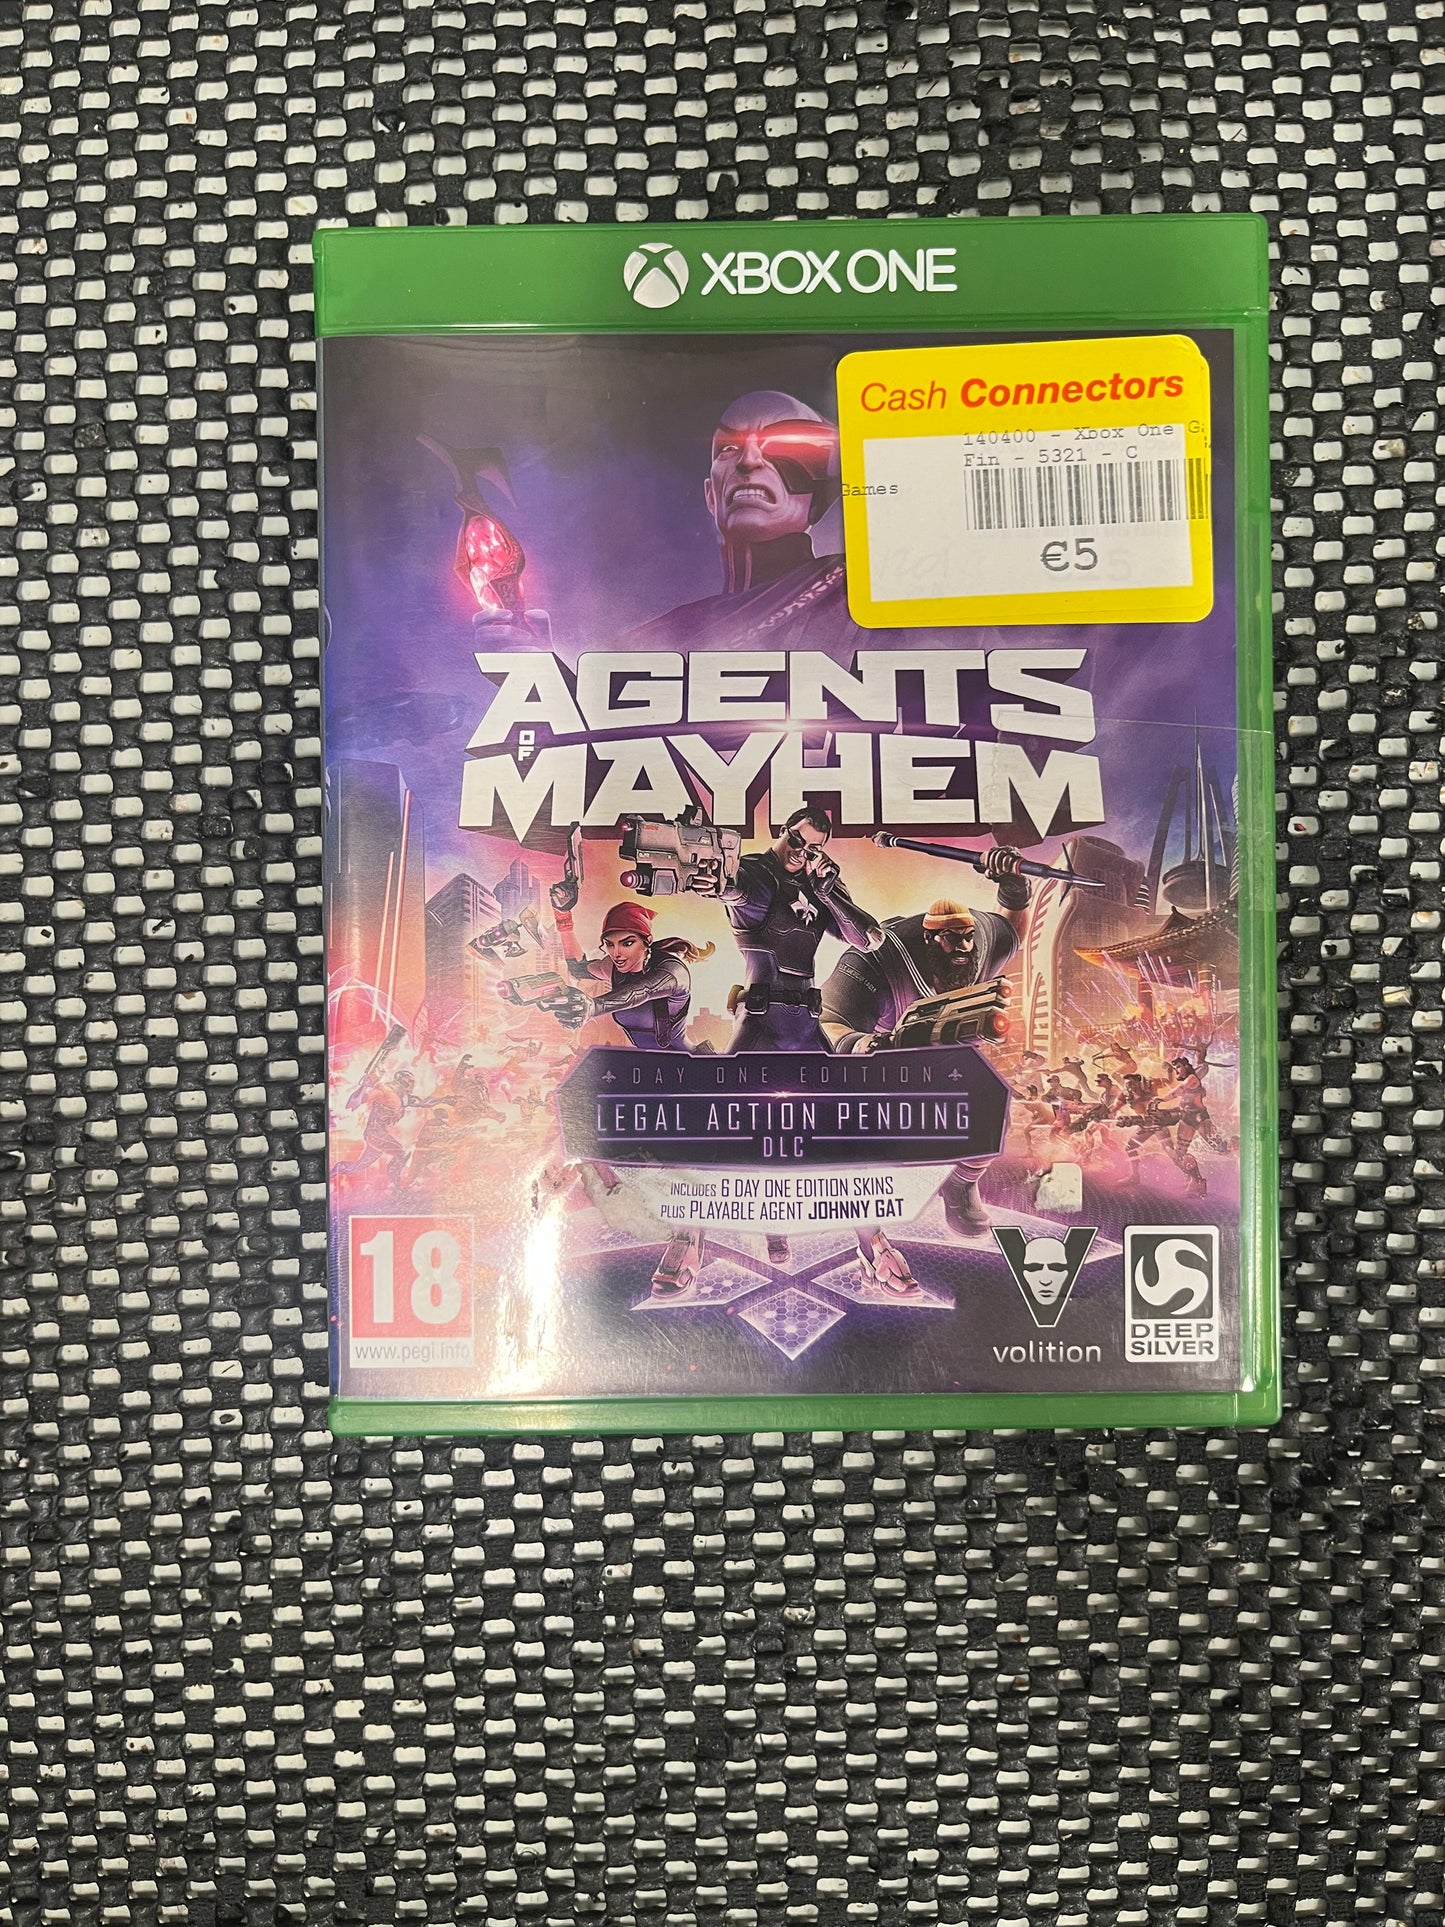 XBOX ONE
Cash Connectors
140400 - Xbox One
Fin - 5321 - C
Games
€5
AGENTS
OF
MAYHEM
DAY ONE EDITION
LEGAL ACTION PENDING
DLC
INCLUDES 6 DAY ONE EDITION SKINS
PLUS PLAYABLE AGENT JOHNNY GAT
18
www.pegi.info
volition
DEEP
SILVER